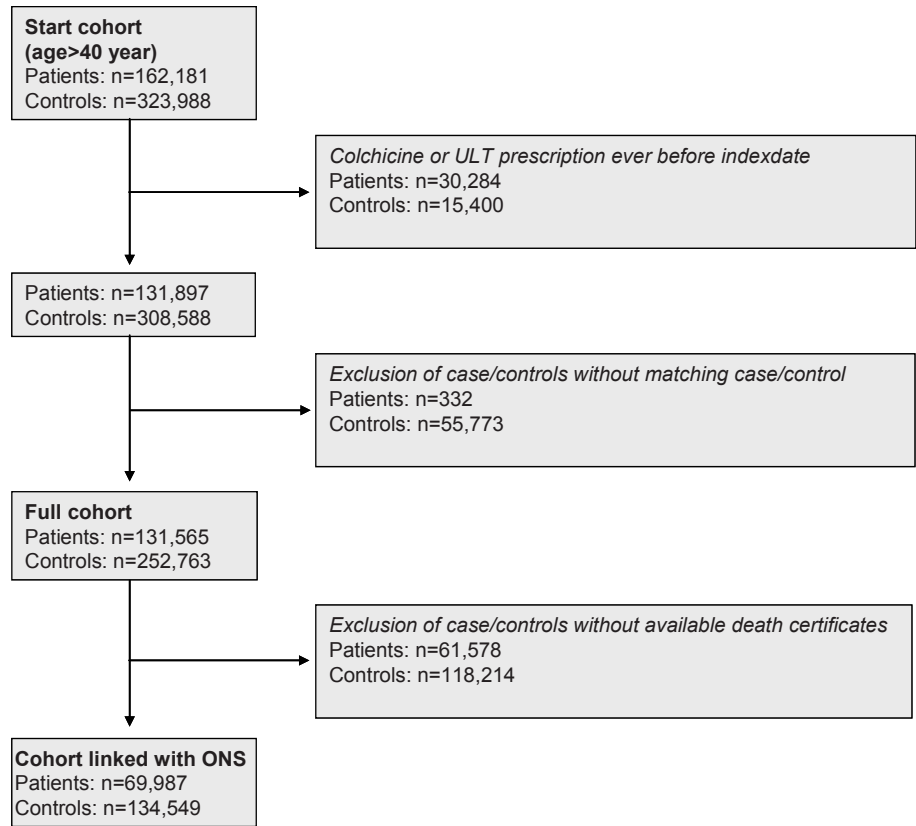 Start cohort
(age>40 year)
Patients: n=162,181
Controls: n=323,988
Colchicine or ULT prescription ever before indexdate
Patients: n=30,284
Controls: n=15,400
Patients: n=131,897
Controls: n=308,588
Exclusion of case/controls without matching case/control
Patients: n=332
Controls: n=55,773
Full cohort
Patients: n=131,565
Controls: n=252,763
Exclusion of case/controls without available death certificates
Patients: n=61,578
Controls: n=118,214
Cohort linked with ONS
Patients: n=69,987
Controls: n=134,549